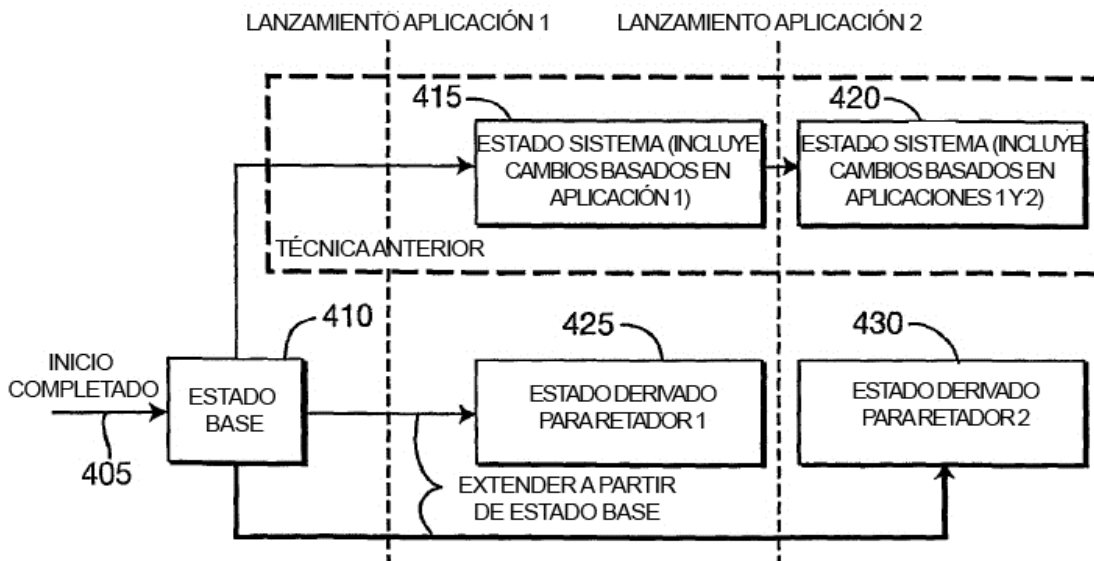 LANZAMIENTO APLICACIÓN 1
LANZAMIENTO APLICACIÓN 2
415
420
ESTADO SISTEMA (INCLUYE
CAMBIOS BASADOS EN
APLICACIÓN 1)
ESTADO SISTEMA (INCLUYE
CAMBIOS BASADOS EN
APLICACIONES 1 Y 2)
TÉCNICA ANTERIOR
410
425
430
INICIO
COMPLETADO
405
ESTADO
BASE
ESTADO DERIVADO
PARA RETADOR 1
ESTADO DERIVADO
PARA RETADOR 2
EXTENDER A PARTIR
DE ESTADO BASE